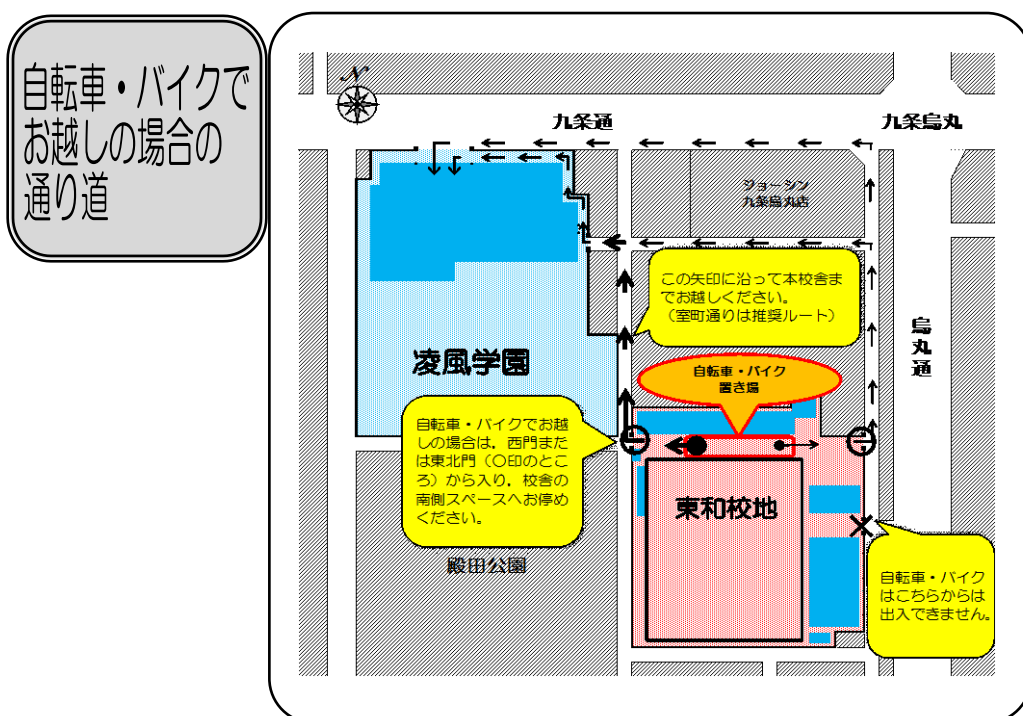 自転車・バイクで
お越しの場合の
通り道
N
九条通
九条烏丸
ジョーシン
九条烏丸店
この矢印に沿って本校舎ま
でお越しください。
(室町通りは推奨ルート)
烏
丸
通
凌風学園
自転車・バイク
置き場
自転車・バイクでお越
しの場合は，西門また
は東北門（〇印のとこ
ろ）から入り，校舎の
南側スペースへお停め
ください。
東和校地
殿田公園
自転車・バイク
はこちらからは
出入できません。